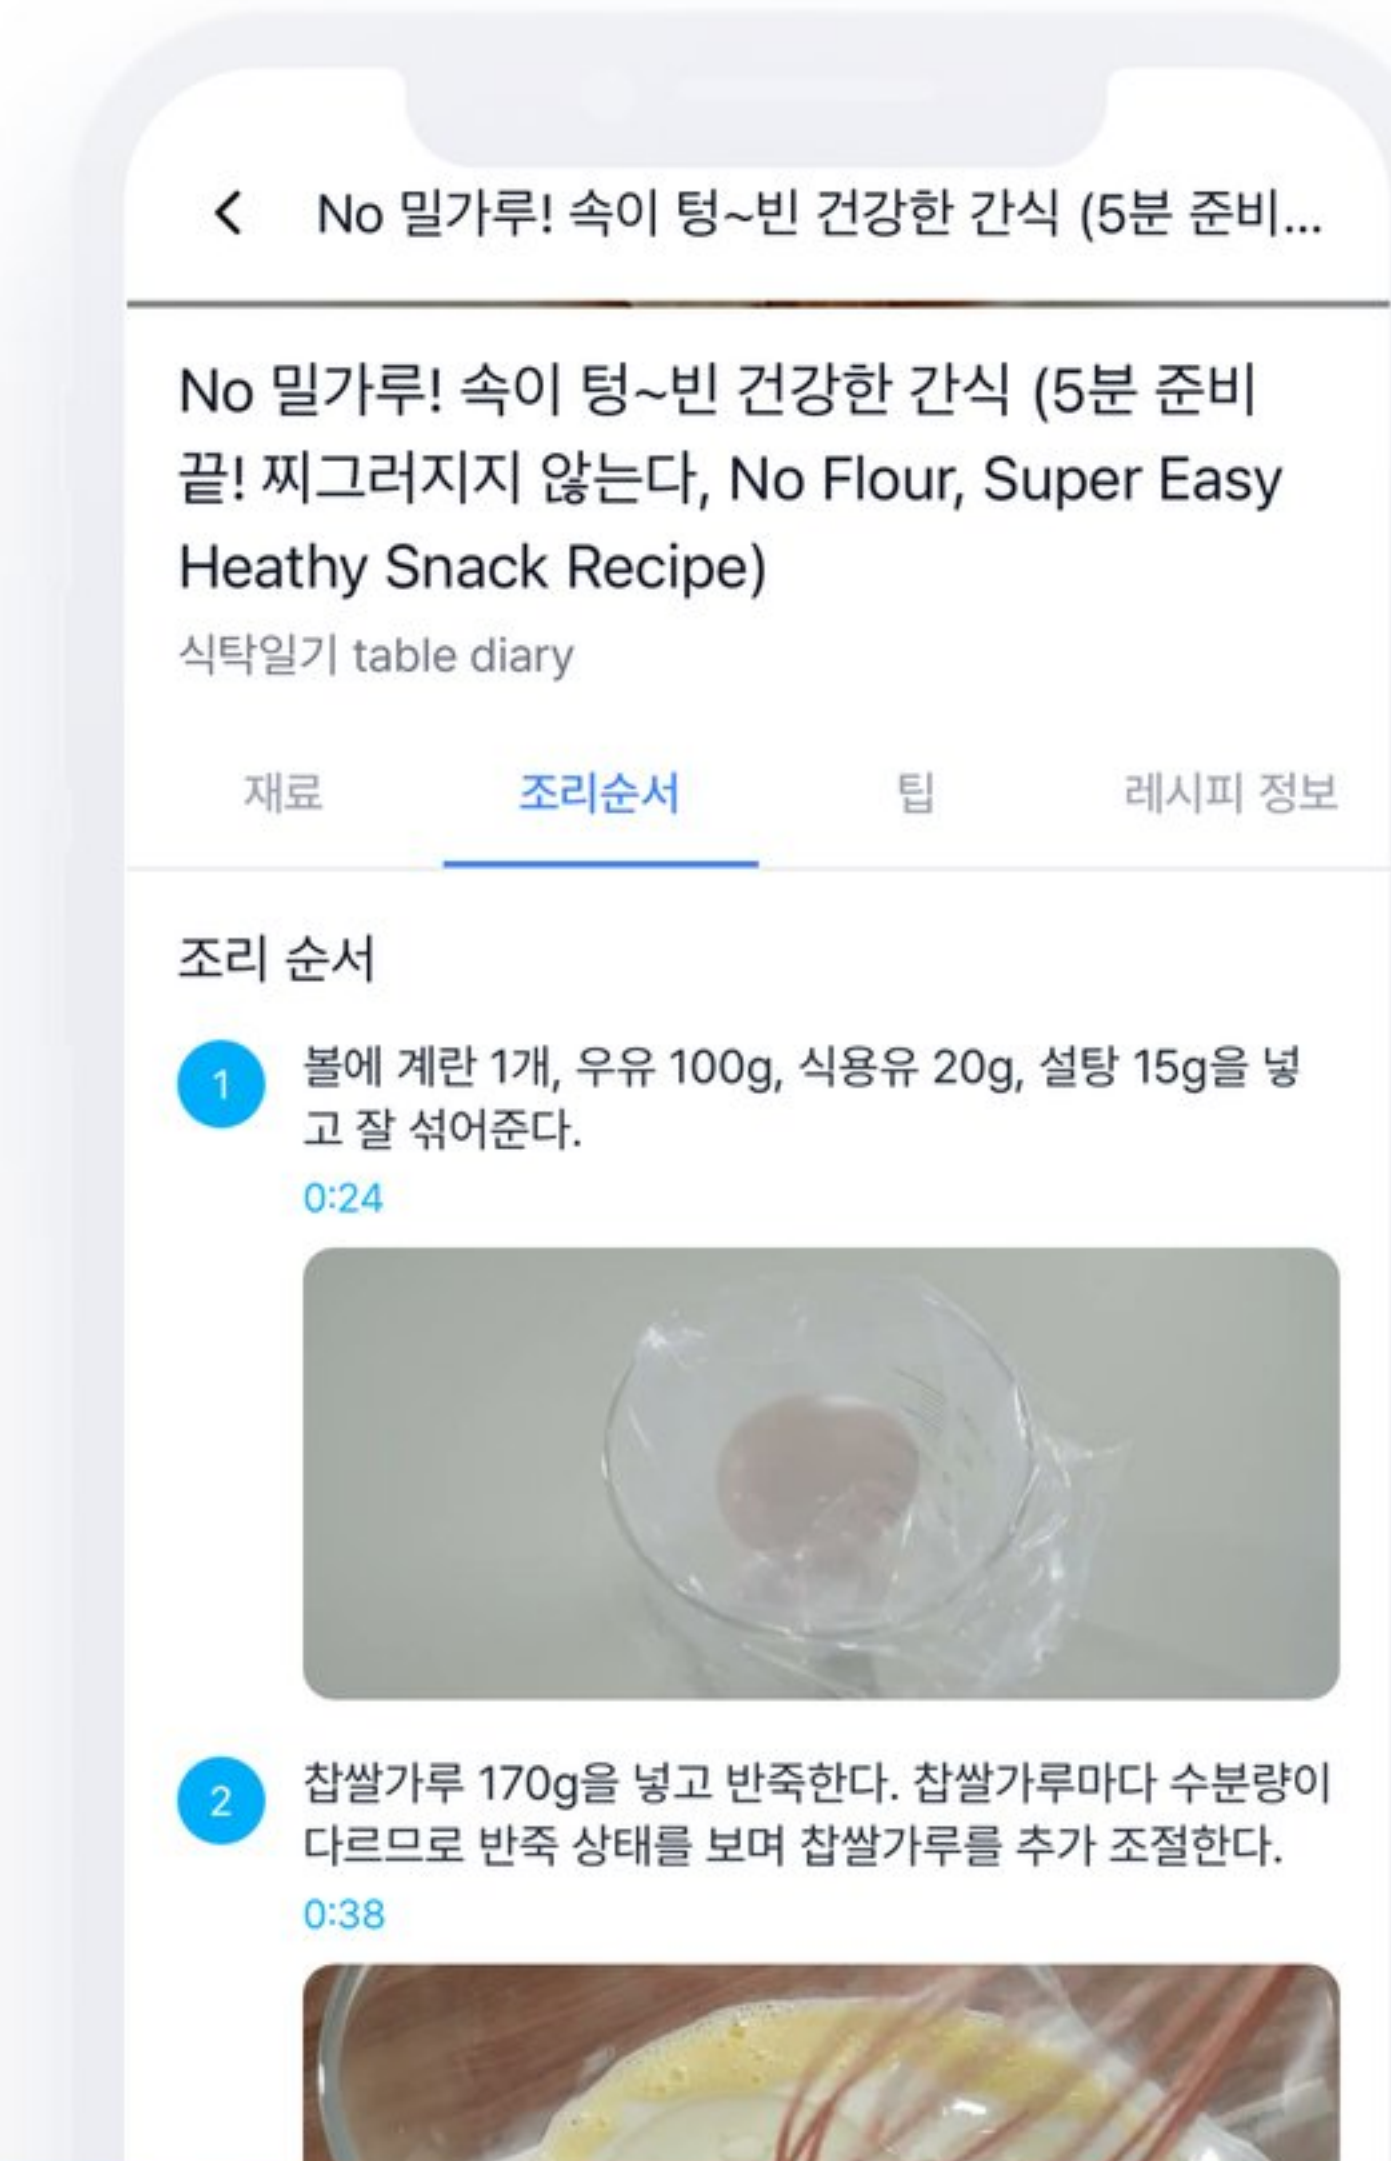 No 밀가루! 속이 텅~빈 건강한 간식 (5분 준비...
No 밀가루! 속이 텅~빈 건강한 간식 (5분 준비
끝! 찌그러지지 않는다, No Flour, Super Easy
Heathy Snack Recipe)
식탁일기 table diary
재료 조리순서 팁 레시피 정보
조리 순서
1 볼에 계란 1개, 우유 100g, 식용유 20g, 설탕 15g을 넣
고 잘 섞어준다.
0:24
2 찹쌀가루 170g을 넣고 반죽한다. 찹쌀가루마다 수분량이
다르므로 반죽 상태를 보며 찹쌀가루를 추가 조절한다.
0:38